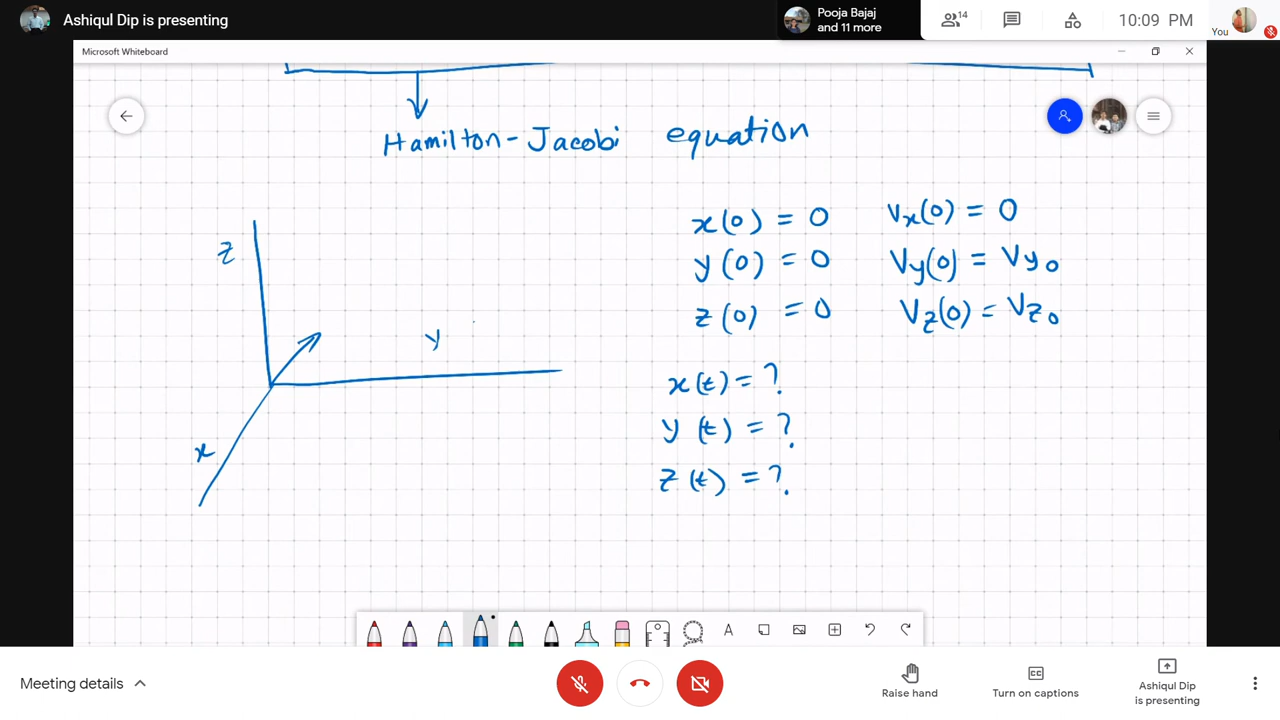 Ashiqul Dip is presenting
Pooja Bajaj
and 11 more
14
10:09 PM
You
Microsoft Whiteboard
Hamilton-Jacobi equation
x(0) = 0 Vx(0) = 0
y(0) = 0 Vy(0) = Vy0
z(0) = 0 Vz(0) = Vz0
z
y
x
x(t) = ?
y(t) = ?
z(t) = ?
A
Meeting details
Raise hand
CC
Turn on captions
Ashiqul Dip
is presenting